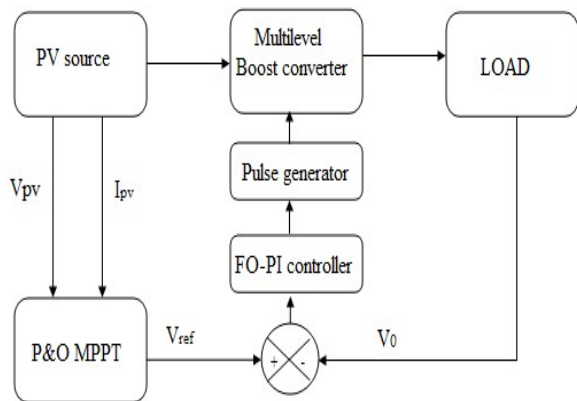 PV source
Multilevel
Boost converter
LOAD
Vpv
Ipv
Pulse generator
FO-PI controller
P&O MPPT
Vref
+
-
V0